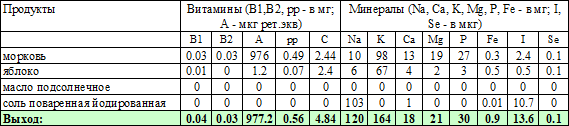 Продукты Витамины (В1,В2, рр - в мг; А - мкг рет.экв) Минералы (Na, Ca, K, Mg, P, Fe - в мг; I, Se - в мкг)
В1 В2 А рр С Na K Ca Mg P Fe I Se
морковь 0.03 0.03 976 0.49 2.44 10 98 13 19 27 0.3 2.4 0.1
яблоко 0.01 0 1.2 0.07 2.4 6 67 4 2 3 0.5 0.5 0.1
масло подсолнечное 0 0 0 0 0 0 0 0 0 0 0 0 0
соль поваренная йодированная 0 0 0 0 0 103 0 1 0 0 0.01 10.7 0
Выход: 0.04 0.03 977.2 0.56 4.84 120 164 18 21 30 0.9 13.6 0.1